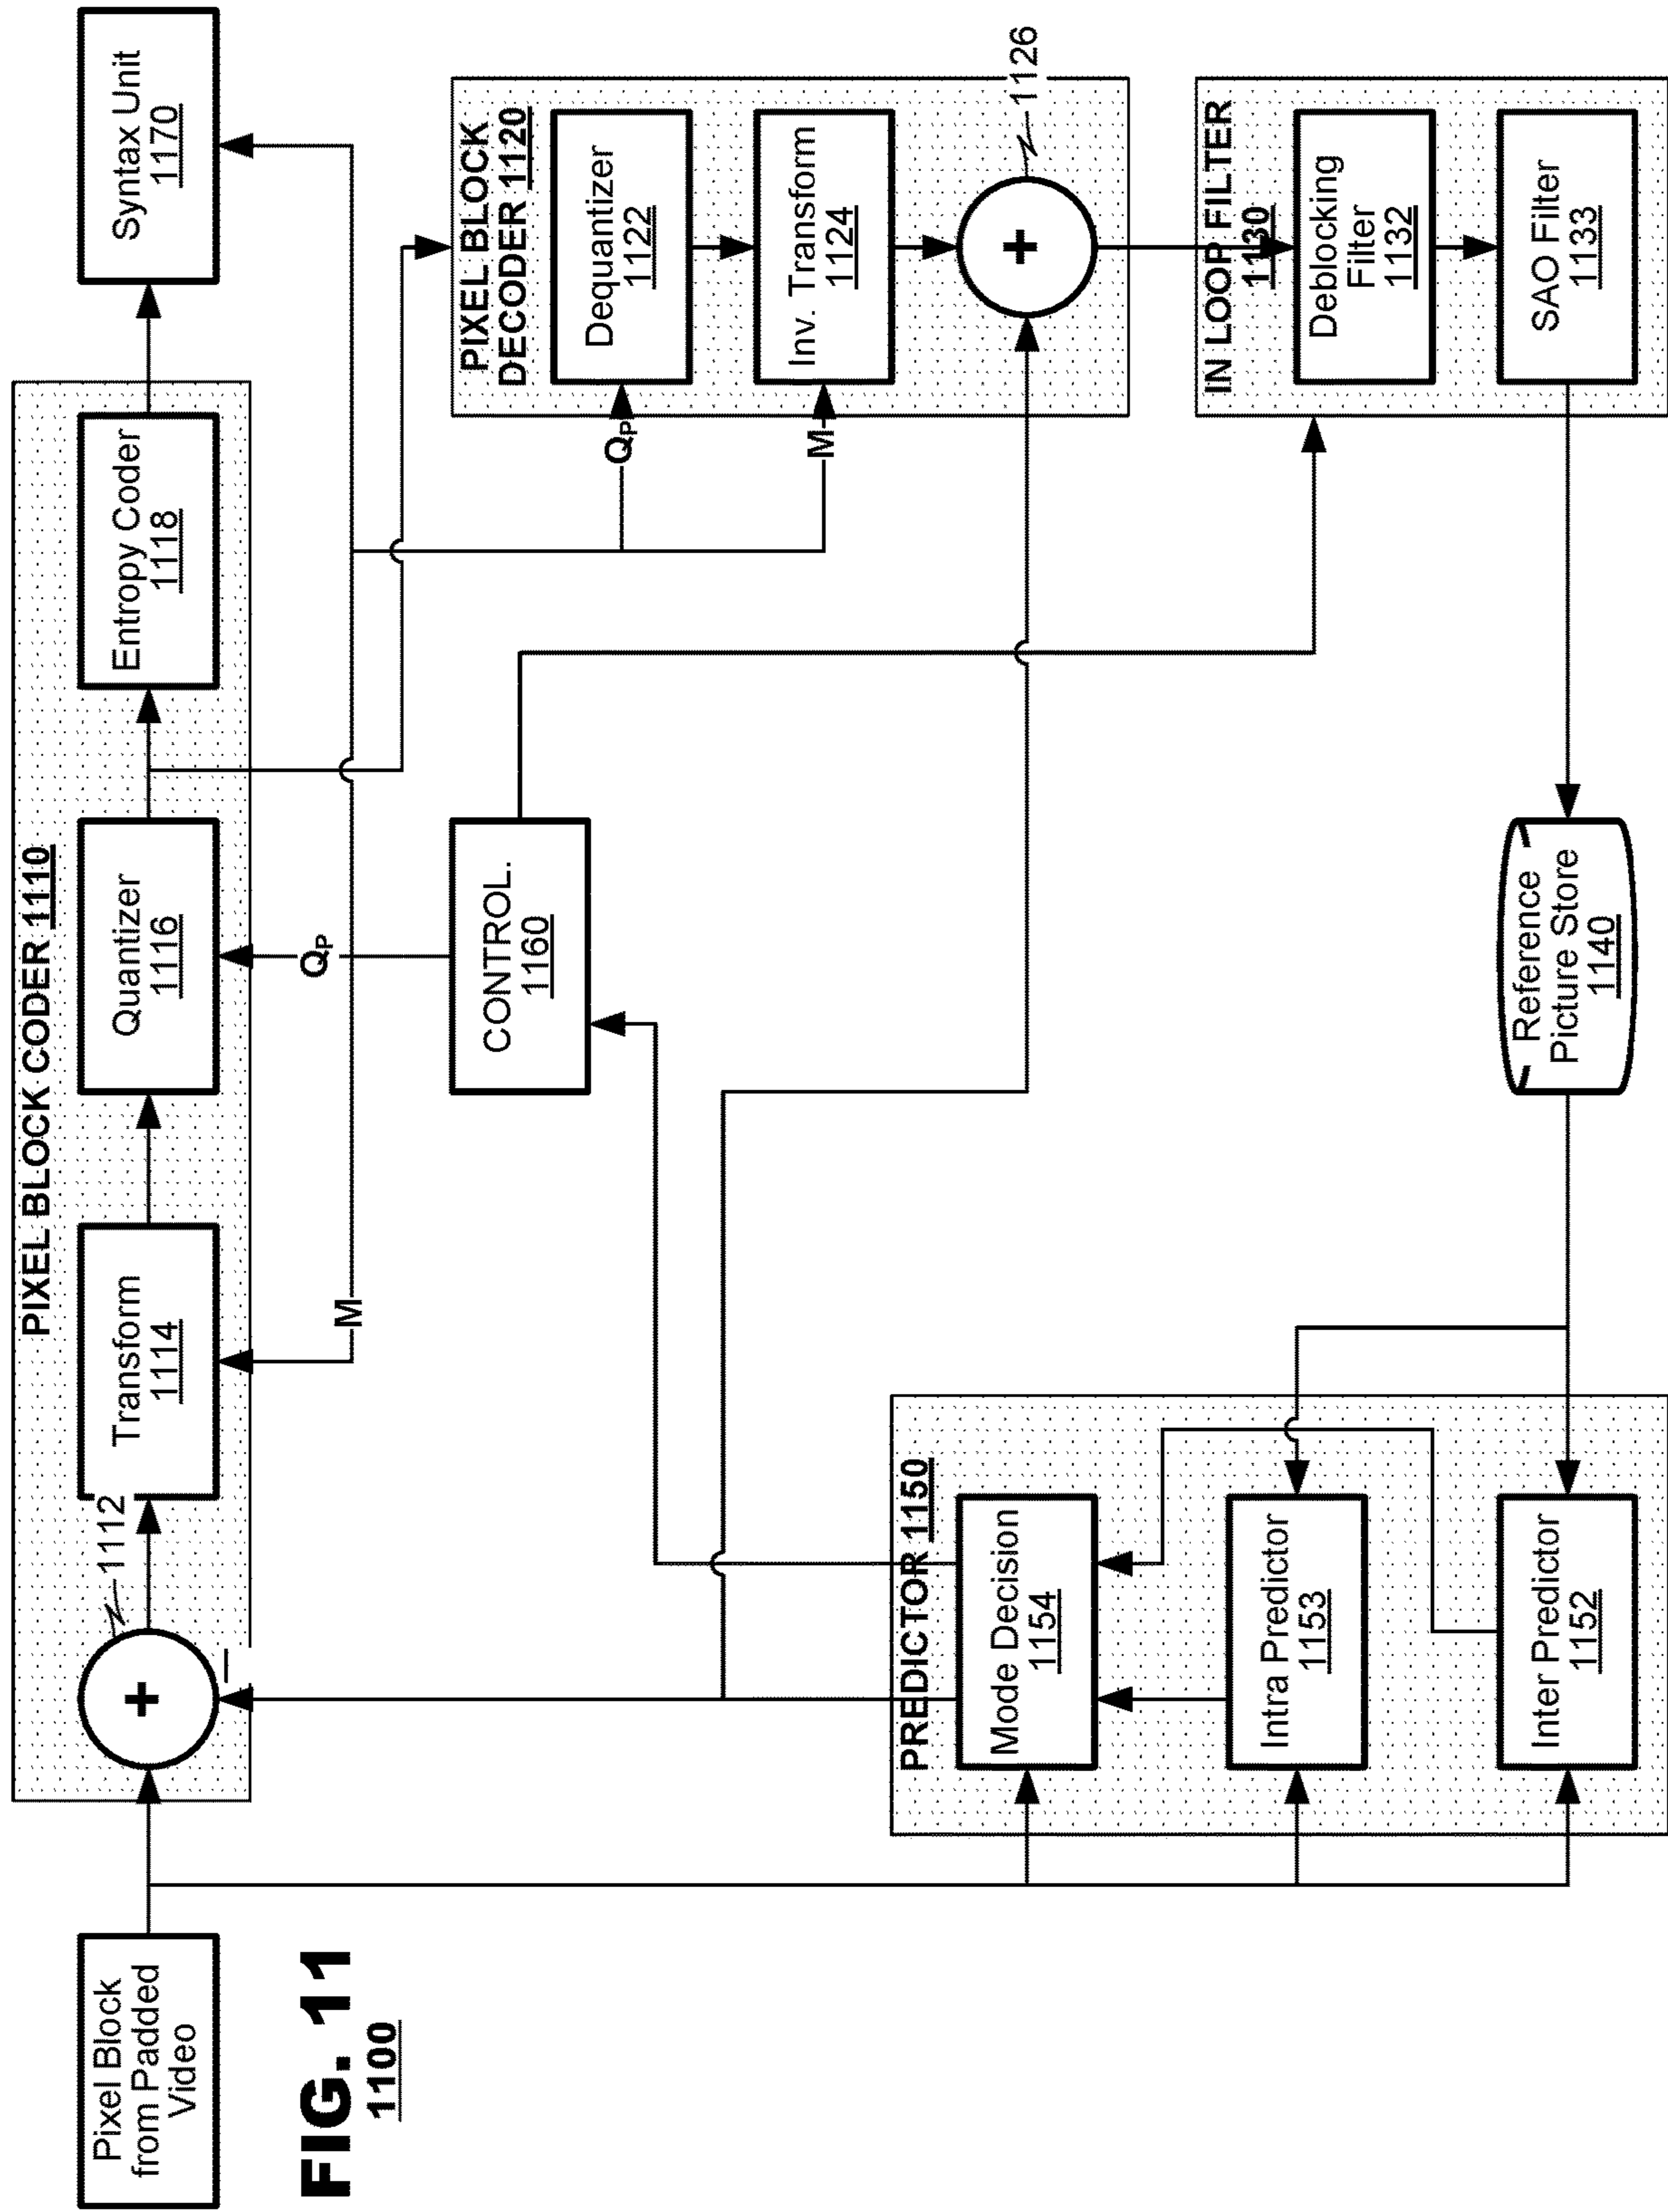 Pixel Block
from Padded
Video
FIG. 11
1100
PIXEL BLOCK CODER 1110
+
–
1112
Transform
1114
Quantizer
1116
Entropy Coder
1118
Syntax Unit
1170
M
QP
CONTROL.
1160
PIXEL BLOCK
DECODER 1120
Dequantizer
1122
Inv. Transform
1124
QP
M
+
1126
IN LOOP FILTER
1130
Deblocking
Filter
1132
SAO Filter
1133
Reference
Picture Store
1140
PREDICTOR 1150
Mode Decision
1154
Intra Predictor
1153
Inter Predictor
1152